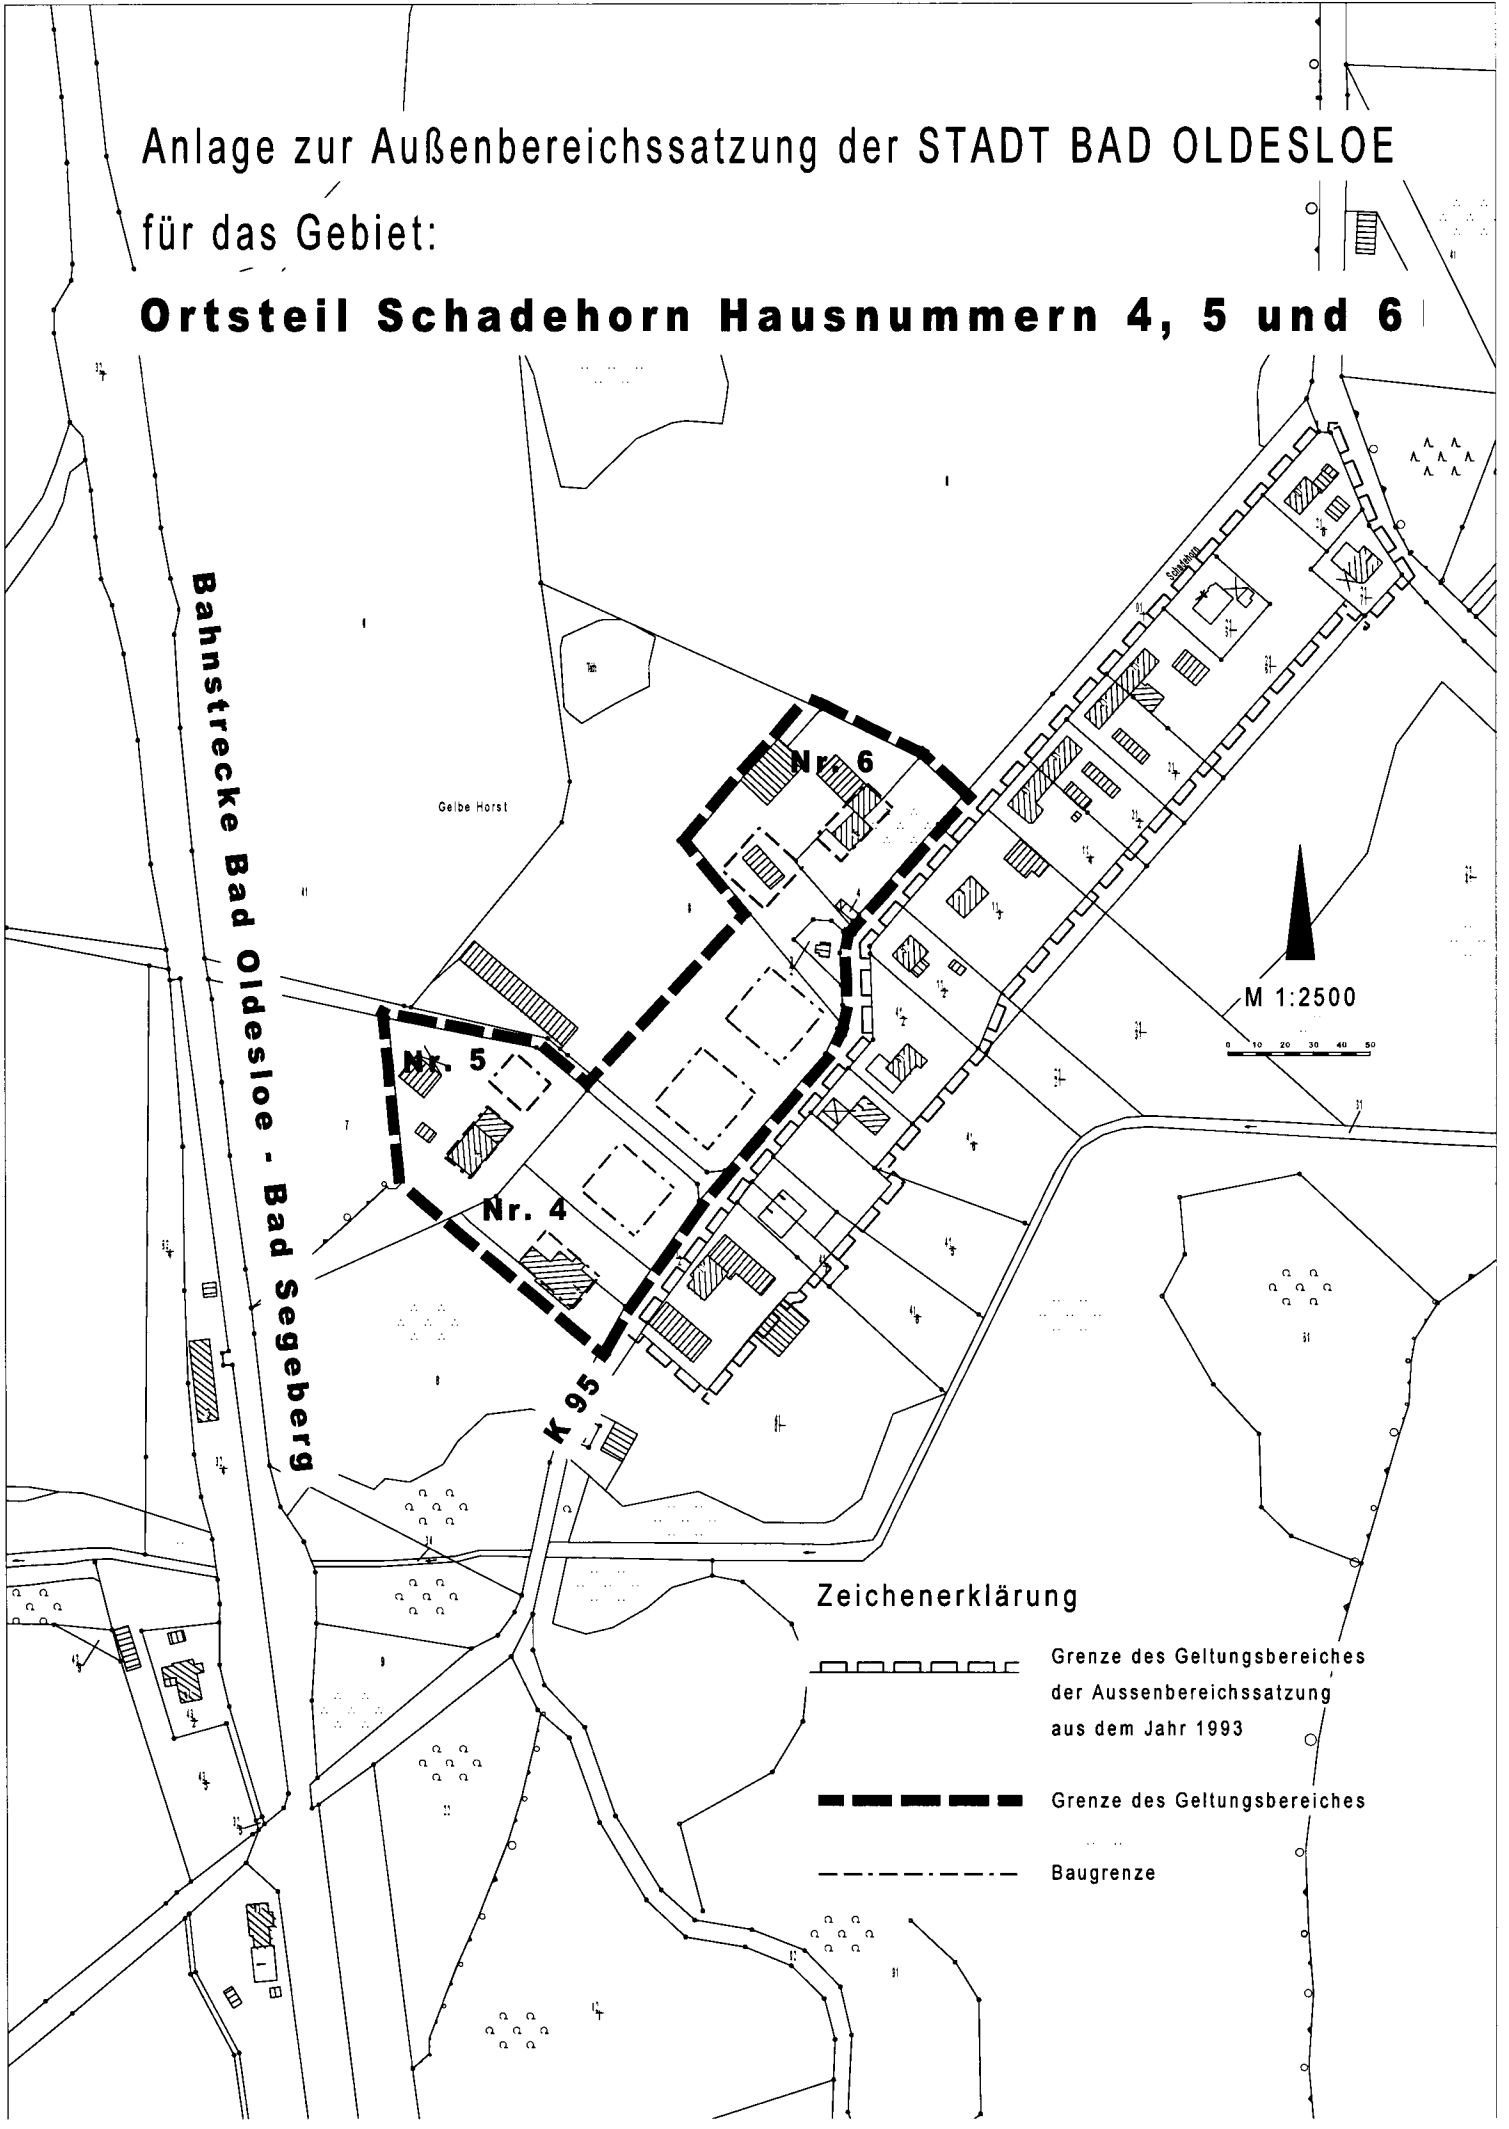 Anlage zur Außenbereichssatzung der STADT BAD OLDESLOE
für das Gebiet:
Ortsteil Schadehorn Hausnummern 4, 5 und 6
Schadehorn
Bahnstrecke Bad Oldesloe - Bad Segeberg
Teich
Nr. 6
Gelbe Horst
Nr. 5
Nr. 4
K 95
M 1:2500
0 10 20 30 40 50
Zeichenerklärung
Grenze des Geltungsbereiches
der Aussenbereichssatzung
aus dem Jahr 1993
Grenze des Geltungsbereiches
Baugrenze